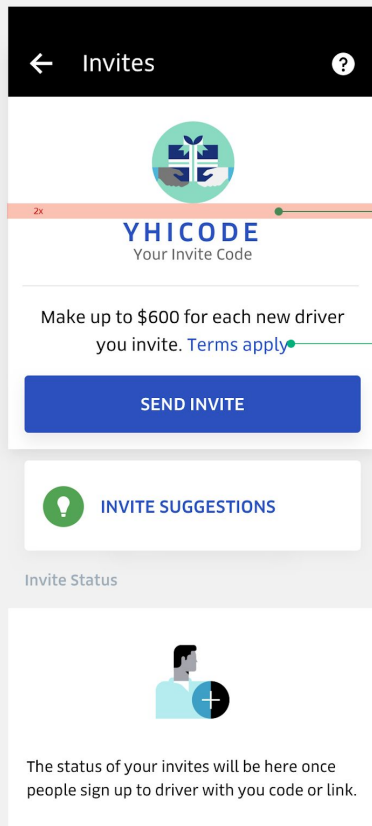 Invites
?
2x
YHICODE
Your Invite Code
Make up to $600 for each new driver
you invite. Terms apply
SEND INVITE
INVITE SUGGESTIONS
Invite Status
The status of your invites will be here once
people sign up to driver with you code or link.